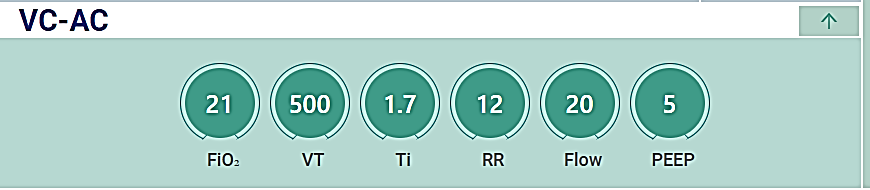 VC-AC
21 500 1.7 12 20 5
FiO₂ VT Ti RR Flow PEEP